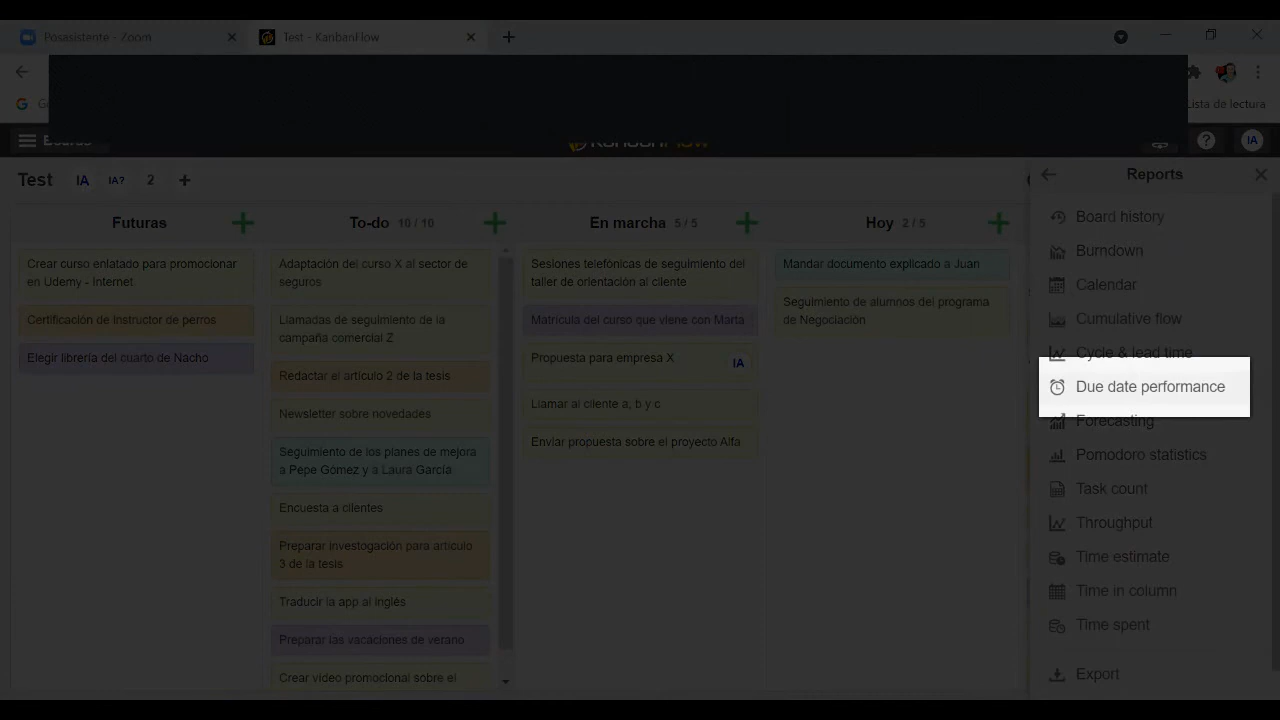 Posasistente - Zoom
Test - KanbanFlow
Lista de lectura
KanbanFlow
IA
Test
IA
IA?
2
Reports
Futuras
Crear curso enlatado para promocionar
en Udemy - Internet
Certificación de instructor de perros
Elegir librería del cuarto de Nacho
To-do 10 / 10
Adaptación del curso X al sector de
seguros
Llamadas de seguimiento de la
campaña comercial Z
Redactar el artículo 2 de la tesis
Newsletter sobre novedades
Seguimiento de los planes de mejora
a Pepe Gómez y a Laura García
Encuesta a clientes
Preparar investogación para artículo
3 de la tesis
Traducir la app al inglés
Preparar las vacaciones de verano
Crear vídeo promocional sobre el
En marcha 5 / 5
Sesiones telefónicas de seguimiento del
taller de orientación al cliente
Matrícula del curso que viene con Marta
Propuesta para empresa X
IA
Llamar al cliente a, b y c
Enviar propuesta sobre el proyecto Alfa
Hoy 2 / 5
Mandar documento explicado a Juan
Seguimiento de alumnos del programa
de Negociación
Board history
Burndown
Calendar
Cumulative flow
Cycle & lead time
Due date performance
Forecasting
Pomodoro statistics
Task count
Throughput
Time estimate
Time in column
Time spent
Export